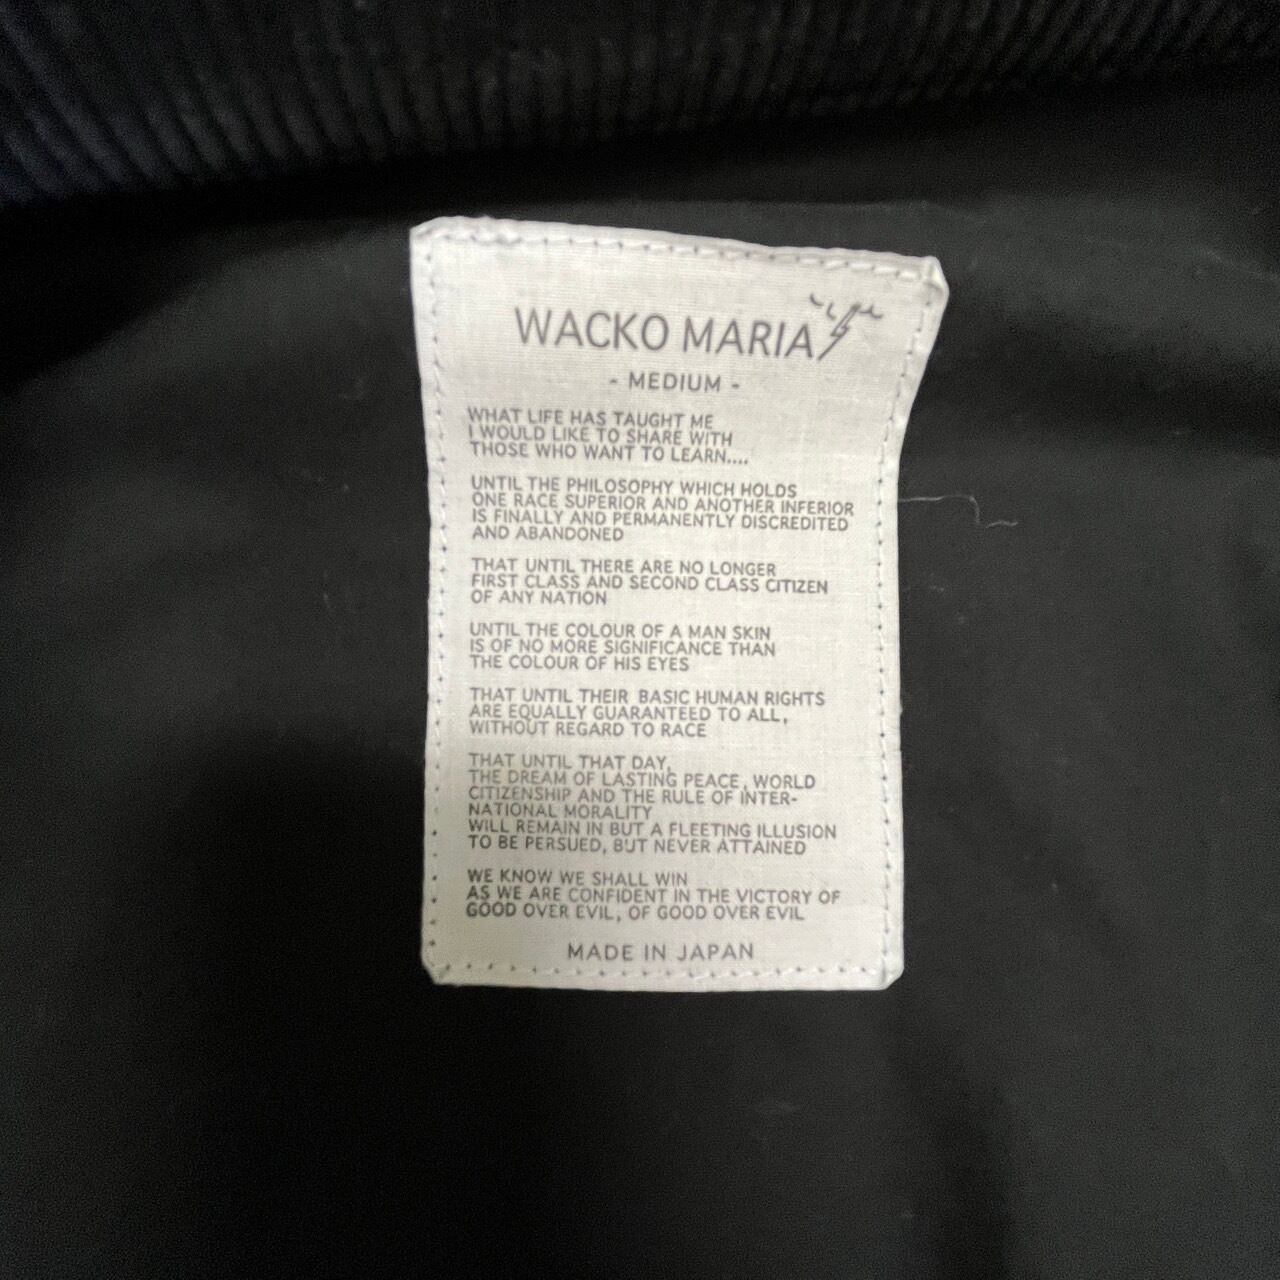 WACKO MARIA
- MEDIUM -
WHAT LIFE HAS TAUGHT ME
I WOULD LIKE TO SHARE WITH
THOSE WHO WANT TO LEARN....
UNTIL THE PHILOSOPHY WHICH HOLDS
ONE RACE SUPERIOR AND ANOTHER INFERIOR
IS FINALLY AND PERMANENTLY DISCREDITED
AND ABANDONED
THAT UNTIL THERE ARE NO LONGER
FIRST CLASS AND SECOND CLASS CITIZEN
OF ANY NATION
UNTIL THE COLOUR OF A MAN SKIN
IS OF NO MORE SIGNIFICANCE THAN
THE COLOUR OF HIS EYES
THAT UNTIL THEIR BASIC HUMAN RIGHTS
ARE EQUALLY GUARANTEED TO ALL,
WITHOUT REGARD TO RACE
THAT UNTIL THAT DAY,
THE DREAM OF LASTING PEACE, WORLD
CITIZENSHIP AND THE RULE OF INTER-
NATIONAL MORALITY
WILL REMAIN IN BUT A FLEETING ILLUSION
TO BE PERSUED, BUT NEVER ATTAINED
WE KNOW WE SHALL WIN
AS WE ARE CONFIDENT IN THE VICTORY OF
GOOD OVER EVIL, OF GOOD OVER EVIL
MADE IN JAPAN